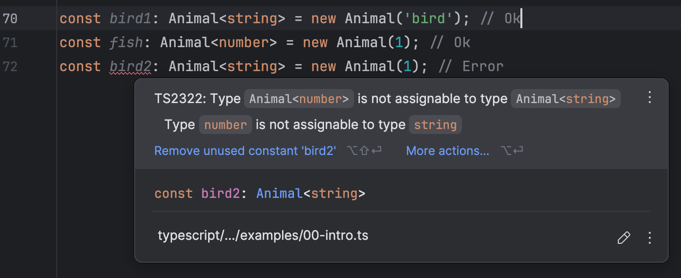 70 const bird1: Animal<string> = new Animal('bird'); // Ok
71 const fish: Animal<number> = new Animal(1); // Ok
72 const bird2: Animal<string> = new Animal(1); // Error
TS2322: Type Animal<number> is not assignable to type Animal<string>
Type number is not assignable to type string
Remove unused constant 'bird2' ⌥⇧⏎ More actions... ⌥⏎
const bird2: Animal<string>
typescript/.../examples/00-intro.ts